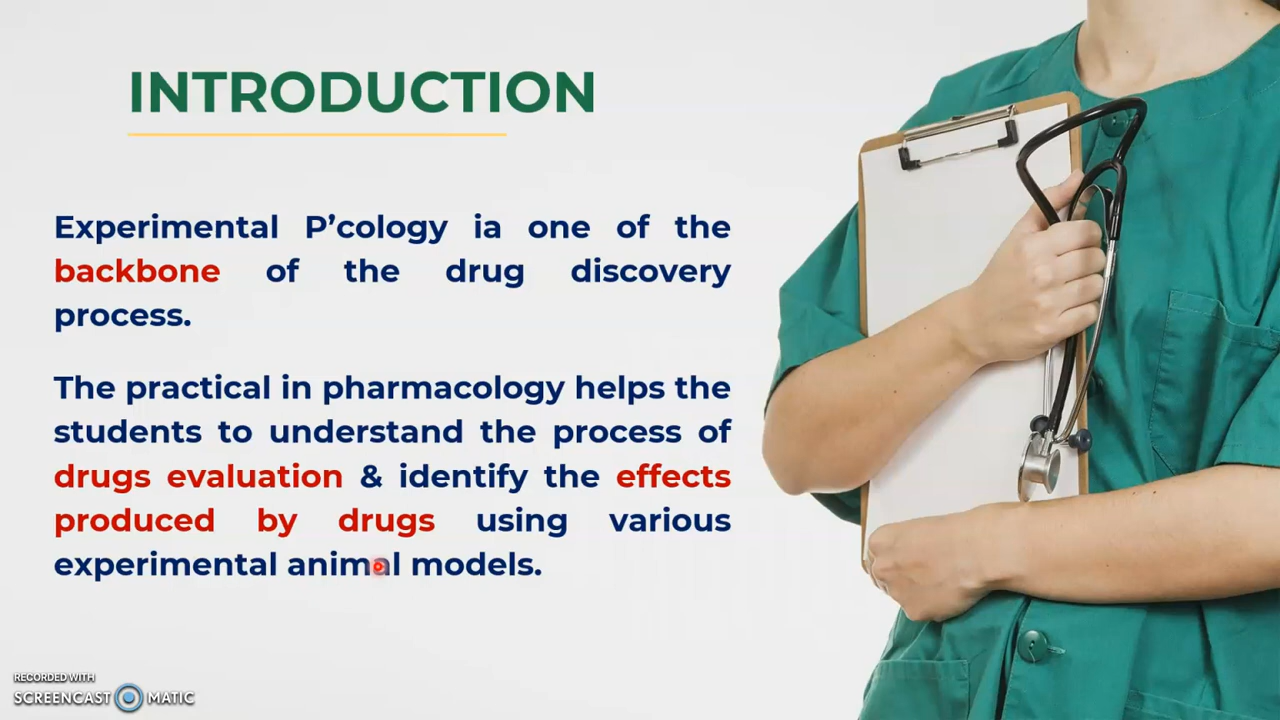 INTRODUCTION
Experimental P’cology ia one of the
backbone of the drug discovery
process.
The practical in pharmacology helps the
students to understand the process of
drugs evaluation & identify the effects
produced by drugs using various
experimental animal models.
RECORDED WITH
SCREENCAST MATIC